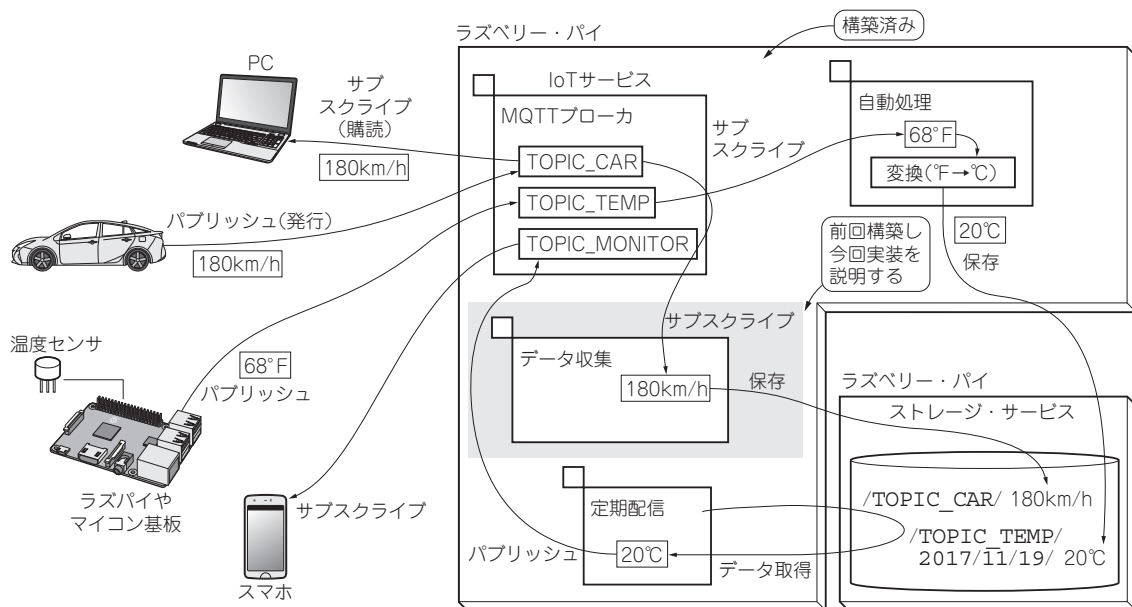 ラズベリー・パイ
構築済み
PC
サブ
スクライブ
（購読）
180km/h
IoTサービス
MQTTブローカ
TOPIC_CAR
TOPIC_TEMP
TOPIC_MONITOR
サブ
スクライブ
自動処理
68°F
変換(℉→℃)
20℃
保存
パブリッシュ(発行)
180km/h
前回構築し
今回実装を
説明する
温度センサ
68°F
パブリッシュ
ラズパイや
マイコン基板
サブスクライブ
データ収集
180km/h
保存
ラズベリー・パイ
ストレージ・サービス
/TOPIC_CAR/ 180km/h
/TOPIC_TEMP/
2017/11/19/ 20℃
サブスクライブ
スマホ
定期配信
パブリッシュ
20℃
データ取得